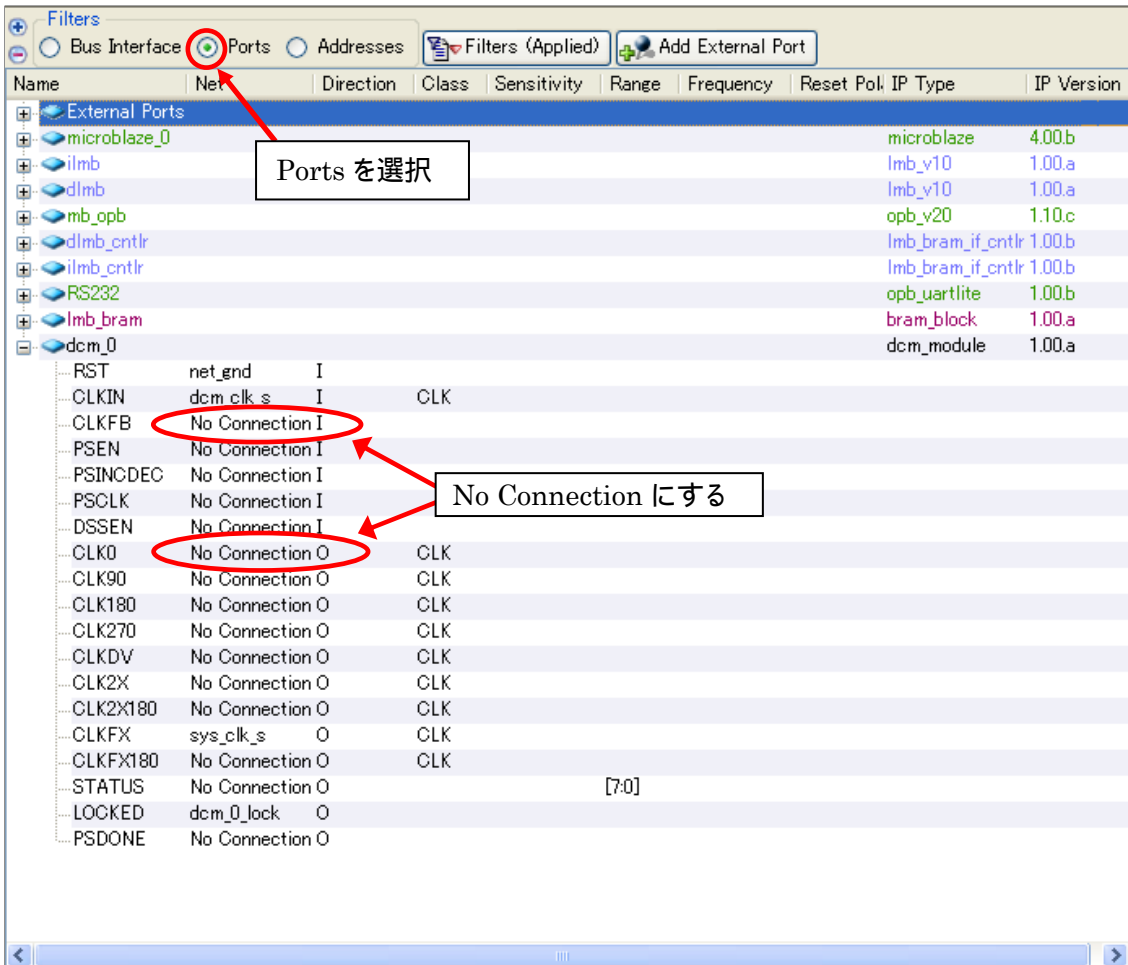 Filters
Bus Interface Ports Addresses Filters (Applied) Add External Port
Name Net Direction Class Sensitivity Range Frequency Reset Pol IP Type IP Version
External Ports
microblaze_0 microblaze 4.00.b
ilmb lmb_v10 1.00.a
Ports を選択
dlmb lmb_v10 1.00.a
mb_opb opb_v20 1.10.c
dlmb_cntlr lmb_bram_if_cntlr 1.00.b
ilmb_cntlr lmb_bram_if_cntlr 1.00.b
RS232 opb_uartlite 1.00.b
lmb_bram bram_block 1.00.a
dcm_0 dcm_module 1.00.a
RST net_gnd I
CLKIN dcm_clk_s I CLK
CLKFB No Connection I
PSEN No Connection I
PSINCDEC No Connection I
No Connection にする
PSCLK No Connection I
DSSEN No Connection I
CLK0 No Connection O CLK
CLK90 No Connection O CLK
CLK180 No Connection O CLK
CLK270 No Connection O CLK
CLKDV No Connection O CLK
CLK2X No Connection O CLK
CLK2X180 No Connection O CLK
CLKFX sys_clk_s O CLK
CLKFX180 No Connection O CLK
STATUS No Connection O [7:0]
LOCKED dcm_0_lock O
PSDONE No Connection O